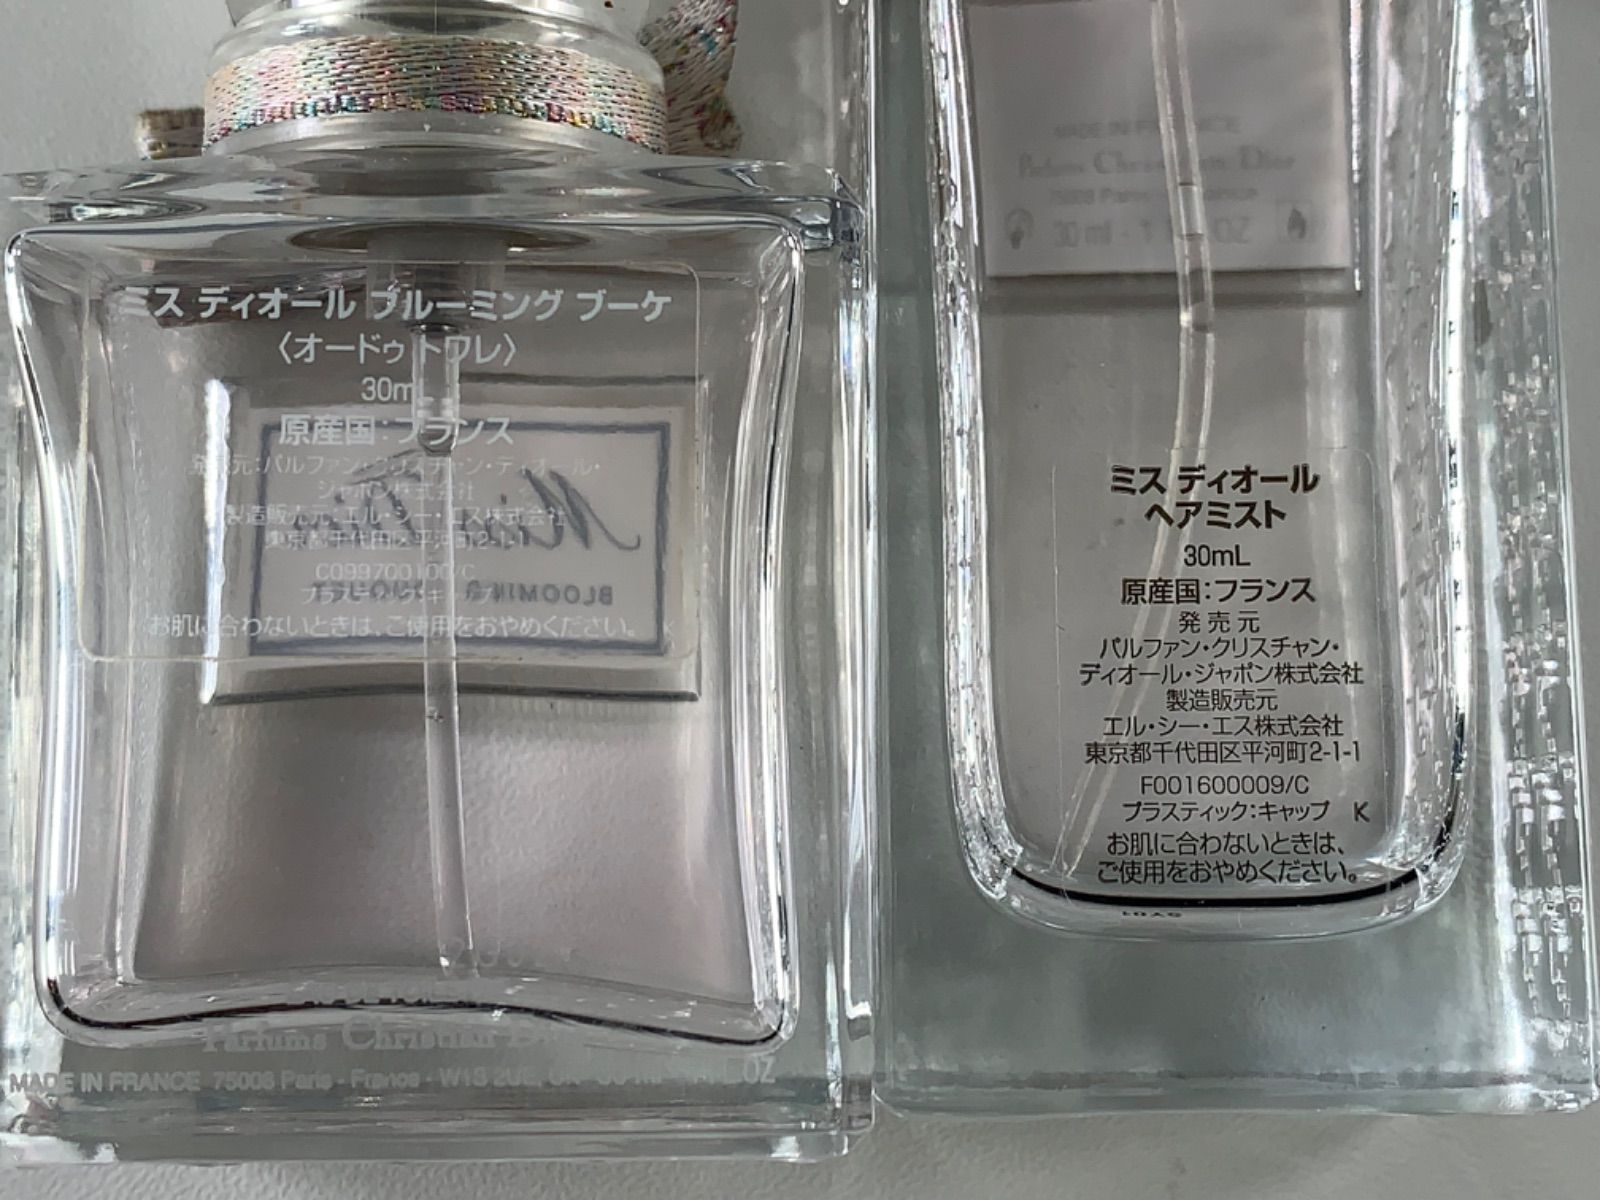 ミス ディオール ブルーミング ブーケ
〈オードゥ トワレ〉
30mL
原産国：フランス
発売元：パルファン・クリスチャン・ディオール・
ジャポン株式会社
製造販売元 エル・シー・エス株式会社
東京都千代田区平河町2-1-1
C099700100/C
お肌に合わないときは、ご使用をおやめください。 K
Miss Dior
BLOOMING BOUQUET
Parfums Christian
MADE IN FRANCE 75008 Paris - France - W1S 2UE,
MADE IN FRANCE
Parfums Christian Dior
75008 Paris
30 ml - 1 OZ
ミス ディオール
ヘアミスト
30mL
原産国：フランス
発売元
パルファン・クリスチャン・
ディオール・ジャポン株式会社
製造販売元
エル・シー・エス株式会社
東京都千代田区平河町2-1-1
F001600009/C
プラスティック：キャップ K
お肌に合わないときは、
ご使用をおやめください。